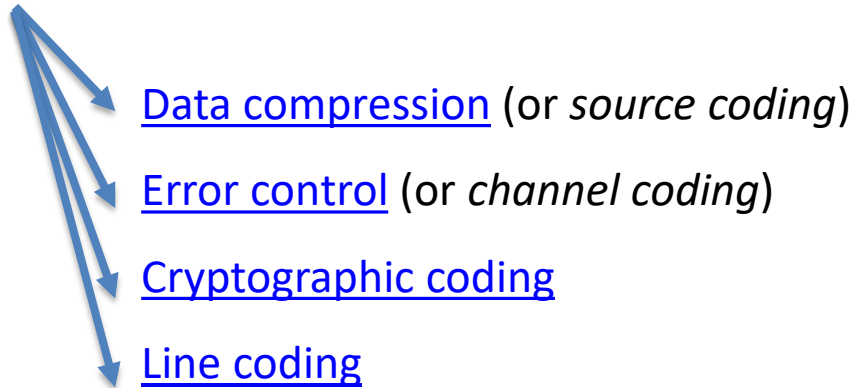 Data compression (or source coding)
Error control (or channel coding)
Cryptographic coding
Line coding